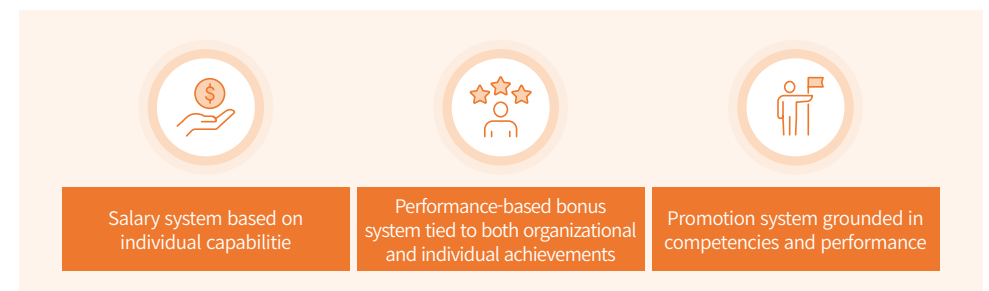 $
Salary system based on
individual capabilitie
Performance-based bonus
system tied to both organizational
and individual achievements
Promotion system grounded in
competencies and performance